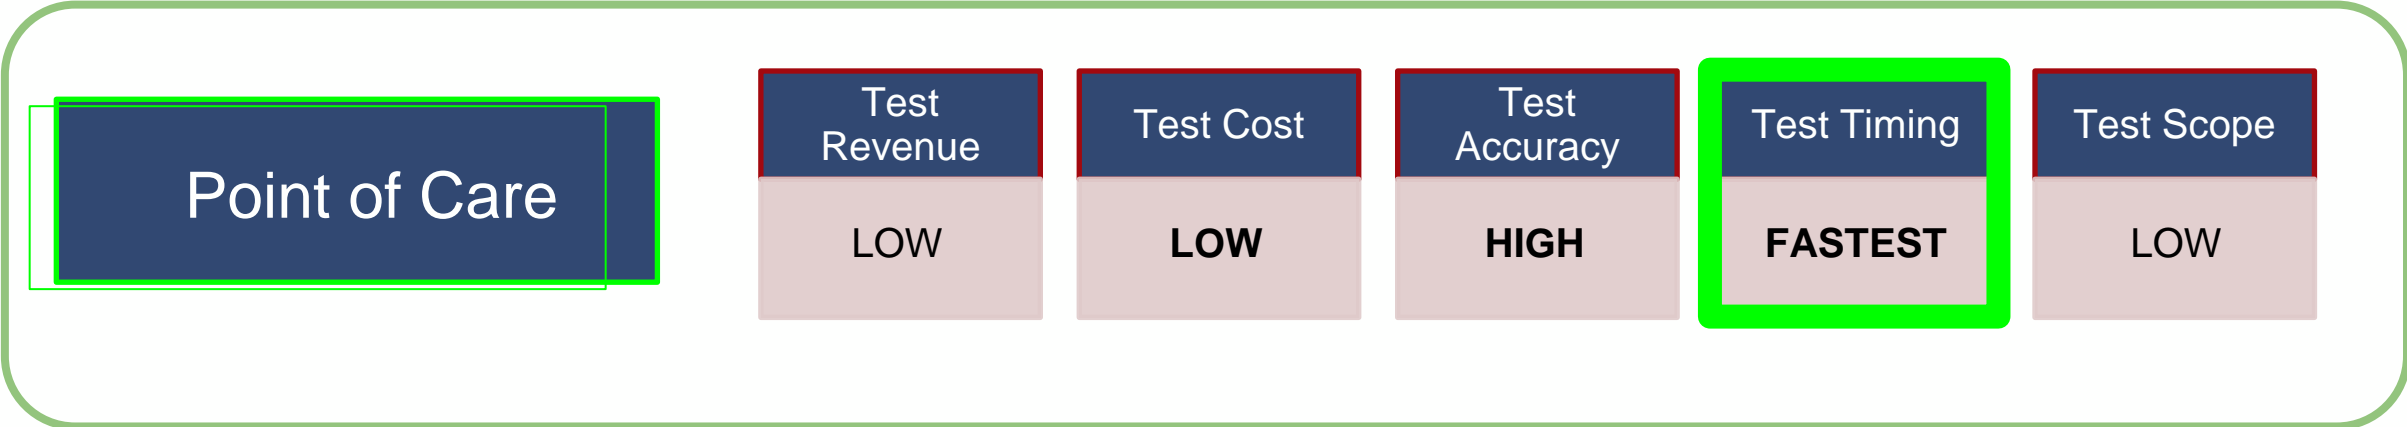 Point of Care
Test
Revenue
LOW
Test Cost
LOW
Test
Accuracy
HIGH
Test Timing
FASTEST
Test Scope
LOW